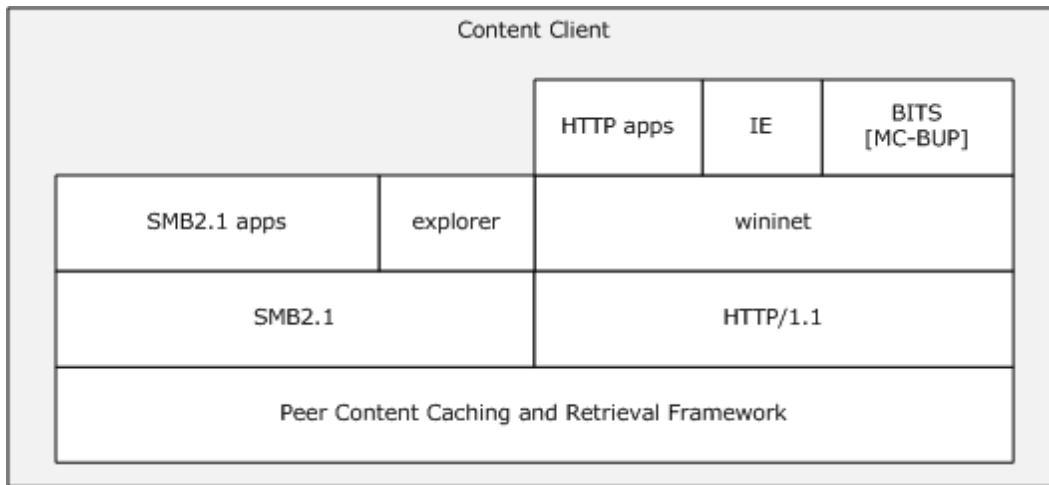 Content Client
HTTP apps
IE
BITS
[MC-BUP]
SMB2.1 apps
explorer
wininet
SMB2.1
HTTP/1.1
Peer Content Caching and Retrieval Framework